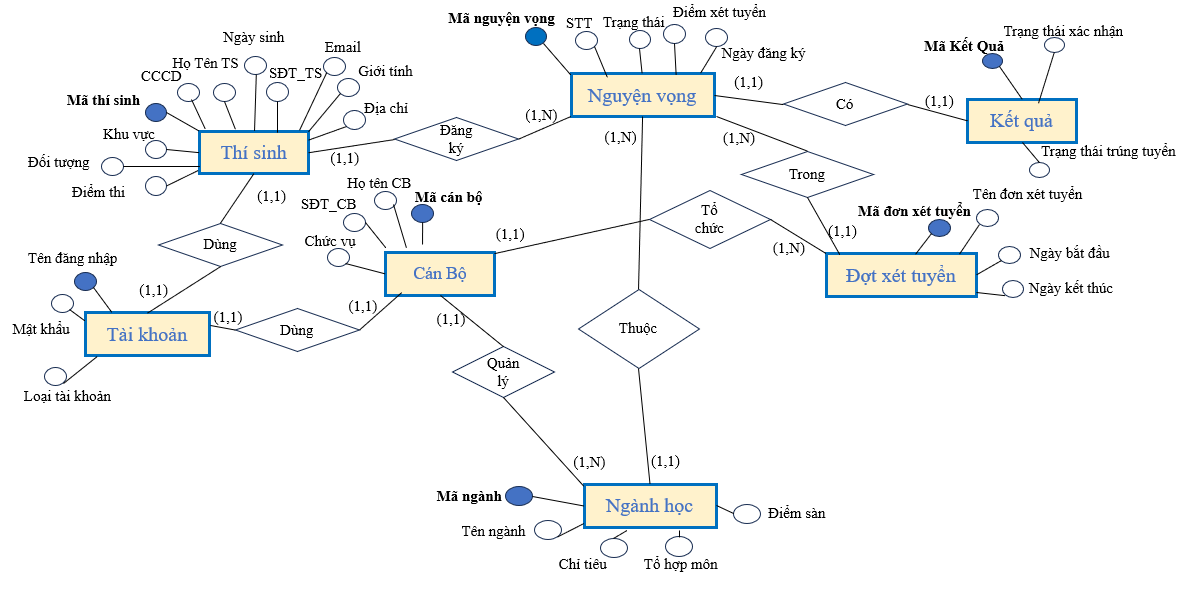 Mã nguyện vọng
STT
Trạng thái
Điểm xét tuyển
Ngày đăng ký
Nguyện vọng
(1,1)
Có
(1,1)
Mã Kết Quả
Trạng thái xác nhận
Kết quả
Trạng thái trúng tuyển
Ngày sinh
Email
Họ Tên TS
SĐT_TS
Giới tính
CCCD
Mã thí sinh
Địa chỉ
Khu vực
Thí sinh
Đối tượng
Điểm thi
(1,1)
Đăng
ký
(1,N)
(1,N)
(1,N)
Trong
(1,1)
(1,1)
Dùng
(1,1)
Họ tên CB
Mã cán bộ
SĐT_CB
Chức vụ
Cán Bộ
(1,1)
Tổ
chức
(1,N)
Mã đơn xét tuyển
Tên đơn xét tuyển
Ngày bắt đầu
Đợt xét tuyển
Ngày kết thúc
Tên đăng nhập
Mật khẩu
Tài khoản
Loại tài khoản
(1,1)
Dùng
(1,1)
(1,1)
Quản
lý
(1,N)
Thuộc
(1,1)
Mã ngành
Ngành học
Điểm sàn
Tên ngành
Chỉ tiêu
Tổ hợp môn